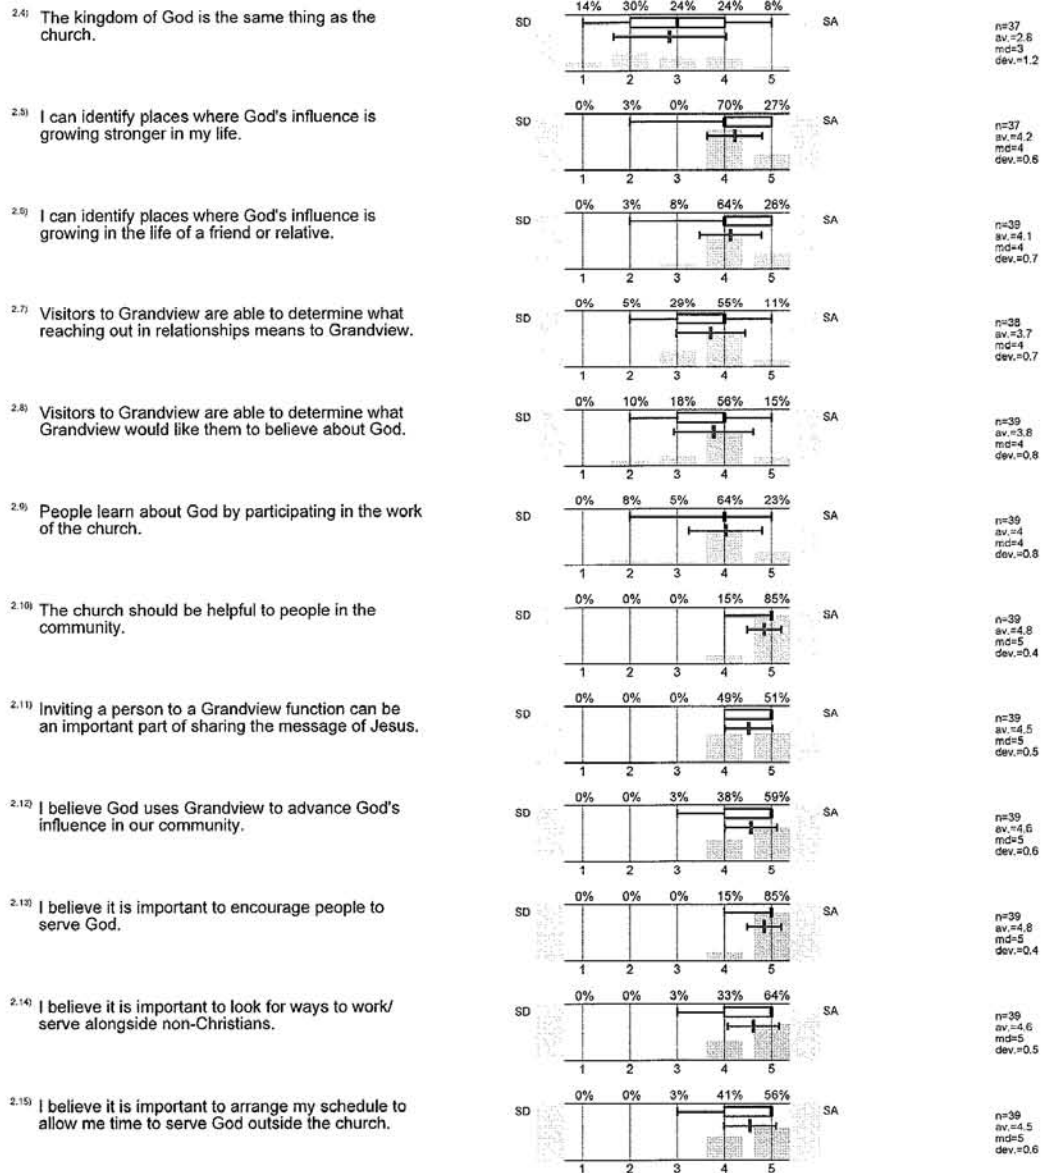 14% 30% 24% 24% 8%
2.4) The kingdom of God is the same thing as the
church.
SD SA
n=37
av.=2.8
md=3
dev.=1.2
1 2 3 4 5
0% 3% 0% 70% 27%
2.5) I can identify places where God's influence is
growing stronger in my life.
SD SA
n=37
av.=4.2
md=4
dev.=0.6
1 2 3 4 5
0% 3% 8% 64% 26%
2.6) I can identify places where God's influence is
growing in the life of a friend or relative.
SD SA
n=39
av.=4.1
md=4
dev.=0.7
1 2 3 4 5
0% 5% 29% 55% 11%
2.7) Visitors to Grandview are able to determine what
reaching out in relationships means to Grandview.
SD SA
n=38
av.=3.7
md=4
dev.=0.7
1 2 3 4 5
0% 10% 18% 56% 15%
2.8) Visitors to Grandview are able to determine what
Grandview would like them to believe about God.
SD SA
n=39
av.=3.8
md=4
dev.=0.8
1 2 3 4 5
0% 8% 5% 64% 23%
2.9) People learn about God by participating in the work
of the church.
SD SA
n=39
av.=4
md=4
dev.=0.8
1 2 3 4 5
0% 0% 0% 15% 85%
2.10) The church should be helpful to people in the
community.
SD SA
n=39
av.=4.8
md=5
dev.=0.4
1 2 3 4 5
0% 0% 0% 49% 51%
2.11) Inviting a person to a Grandview function can be
an important part of sharing the message of Jesus.
SD SA
n=39
av.=4.5
md=5
dev.=0.5
1 2 3 4 5
0% 0% 3% 38% 59%
2.12) I believe God uses Grandview to advance God's
influence in our community.
SD SA
n=39
av.=4.6
md=5
dev.=0.6
1 2 3 4 5
0% 0% 0% 15% 85%
2.13) I believe it is important to encourage people to
serve God.
SD SA
n=39
av.=4.8
md=5
dev.=0.4
1 2 3 4 5
0% 0% 3% 33% 64%
2.14) I believe it is important to look for ways to work/
serve alongside non-Christians.
SD SA
n=39
av.=4.6
md=5
dev.=0.5
1 2 3 4 5
0% 0% 3% 41% 56%
2.15) I believe it is important to arrange my schedule to
allow me time to serve God outside the church.
SD SA
n=39
av.=4.5
md=5
dev.=0.6
1 2 3 4 5